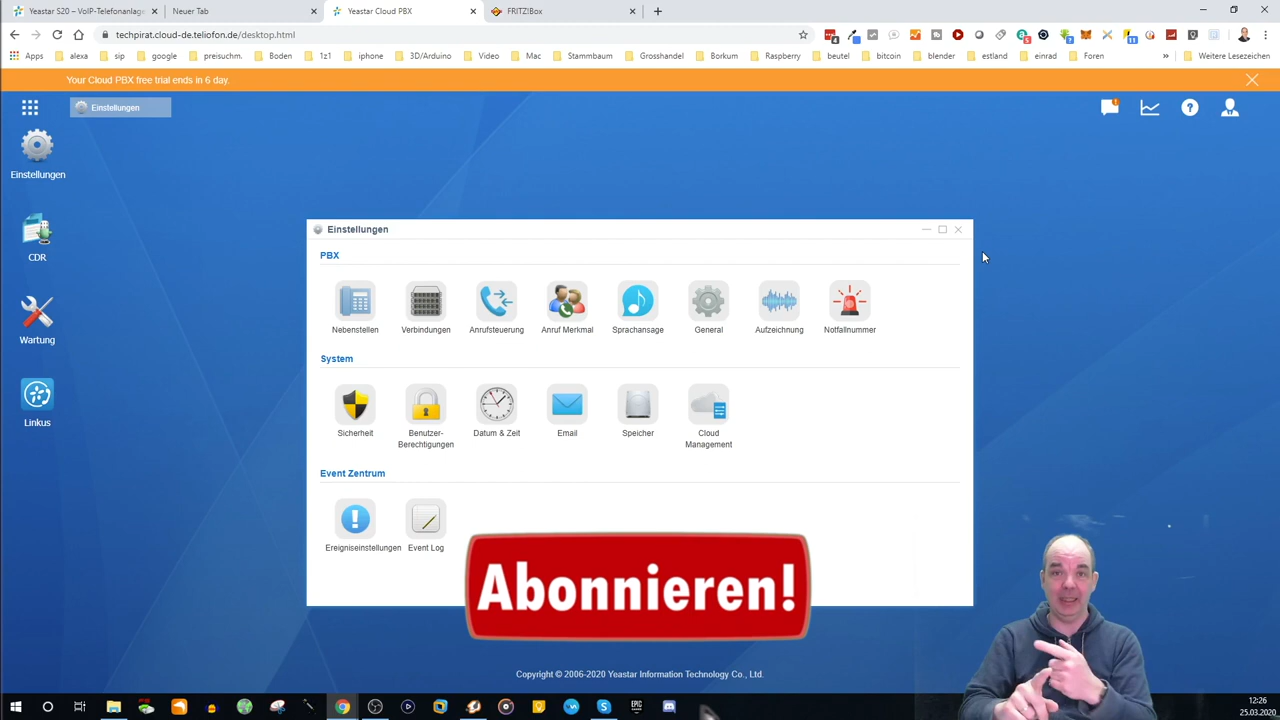 Yeastar S20 – VoIP-Telefonanlag
Neuer Tab
Yeastar Cloud PBX
FRITZ!Box
techpirat.cloud-de.teliofon.de/desktop.html
Apps
alexa
sip
google
preisuchm.
Boden
1z1
iphone
3D/Arduino
Video
Mac
Stammbaum
Grosshandel
Borkum
Raspberry
beutel
bitcoin
blender
estland
einrad
Foren
»
Weitere Lesezeichen
Your Cloud PBX free trial ends in 6 day.
Einstellungen
Einstellungen
CDR
Wartung
Linkus
Einstellungen
PBX
Nebenstellen
Verbindungen
Anrufsteuerung
Anruf Merkmal
Sprachansage
General
Aufzeichnung
Notfallnummer
System
Sicherheit
Benutzer-
Berechtigungen
Datum & Zeit
Email
Speicher
Cloud
Management
Event Zentrum
Ereigniseinstellungen
Event Log
Abonnieren!
Copyright © 2006-2020 Yeastar Information Technology Co., Ltd.
EPIC
12:26
25.03.2020